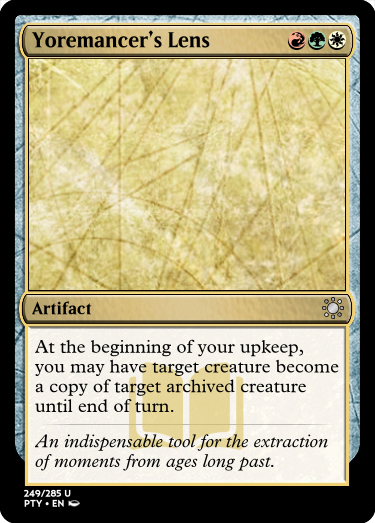 Yoremancer's Lens
Artifact
At the beginning of your upkeep,
you may have target creature become
a copy of target archived creature
until end of turn.
An indispensable tool for the extraction
of moments from ages long past.
249/285 U
PTY • EN